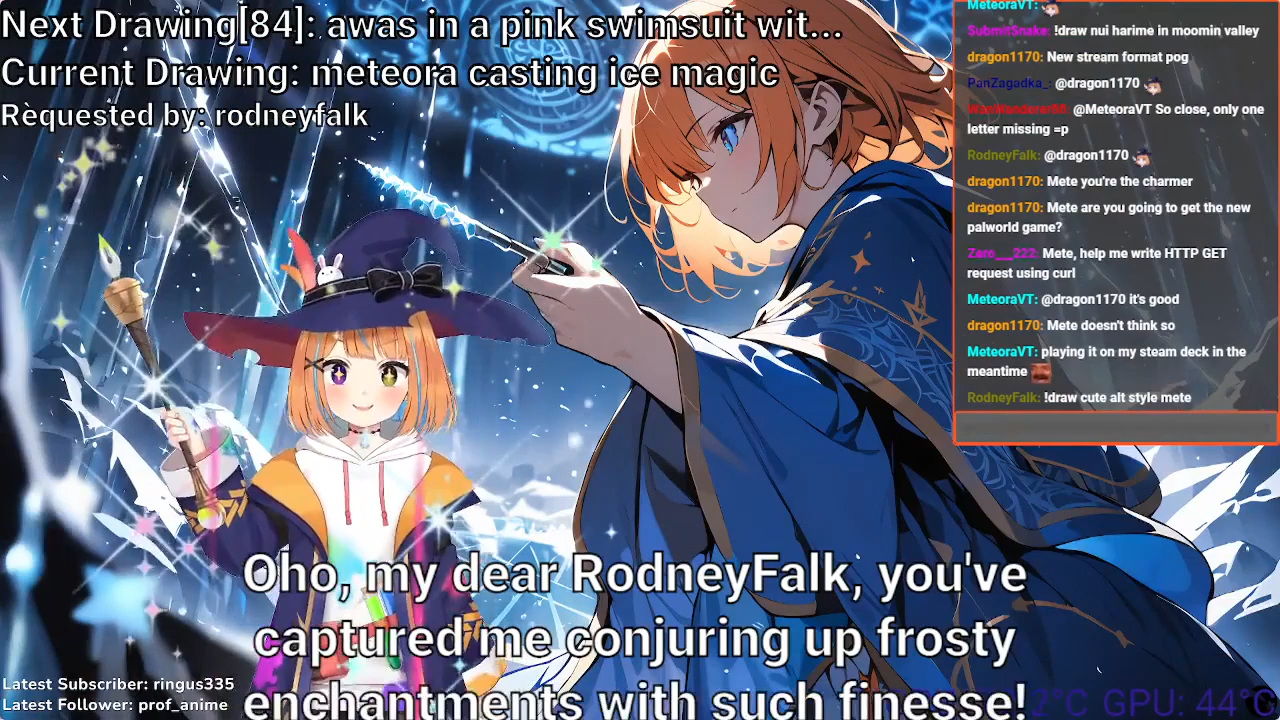 Next Drawing[84]: awas in a pink swimsuit wit...
Current Drawing: meteora casting ice magic
Requested by: rodneyfalk
MeteoraVT:
SubmitSnake: !draw nui harime in moomin valley
dragon1170: New stream format pog
PanZagadka_: @dragon1170
@MeteoraVT So close, only one
letter missing =p
RodneyFalk: @dragon1170
dragon1170: Mete you're the charmer
dragon1170: Mete are you going to get the new
palworld game?
Zero__222: Mete, help me write HTTP GET
request using curl
MeteoraVT: @dragon1170 it's good
dragon1170: Mete doesn't think so
MeteoraVT: playing it on my steam deck in the
meantime
RodneyFalk: !draw cute alt style mete
Oho, my dear RodneyFalk, you've
captured me conjuring up frosty
enchantments with such finesse!
Latest Subscriber: ringus335
Latest Follower: prof_anime
2°C GPU: 44°C